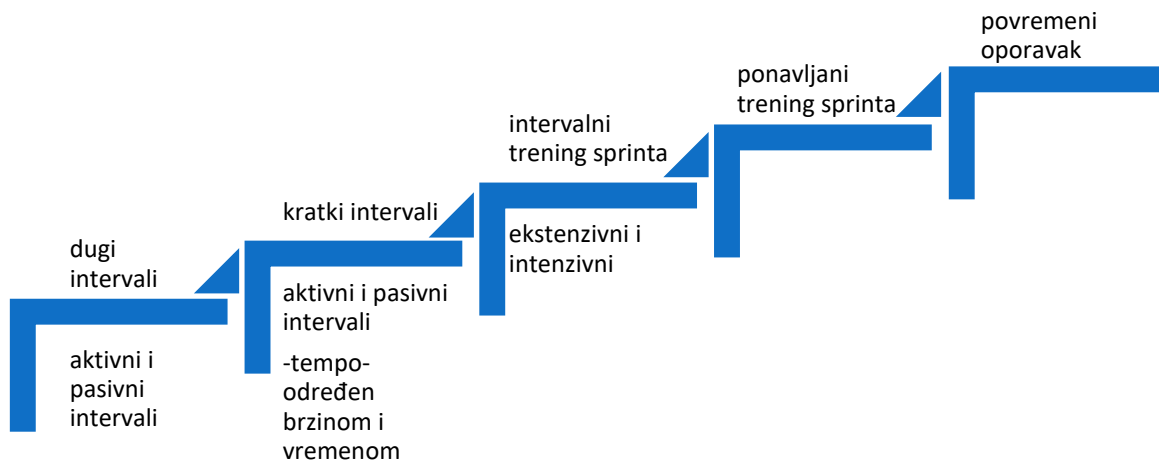 dugi
intervali
aktivni i
pasivni
intervali
kratki intervali
aktivni i pasivni
intervali
-tempo-
određen
brzinom i
vremenom
intervalni
trening sprinta
ekstenzivni i
intenzivni
ponavljani
trening sprinta
povremeni
oporavak